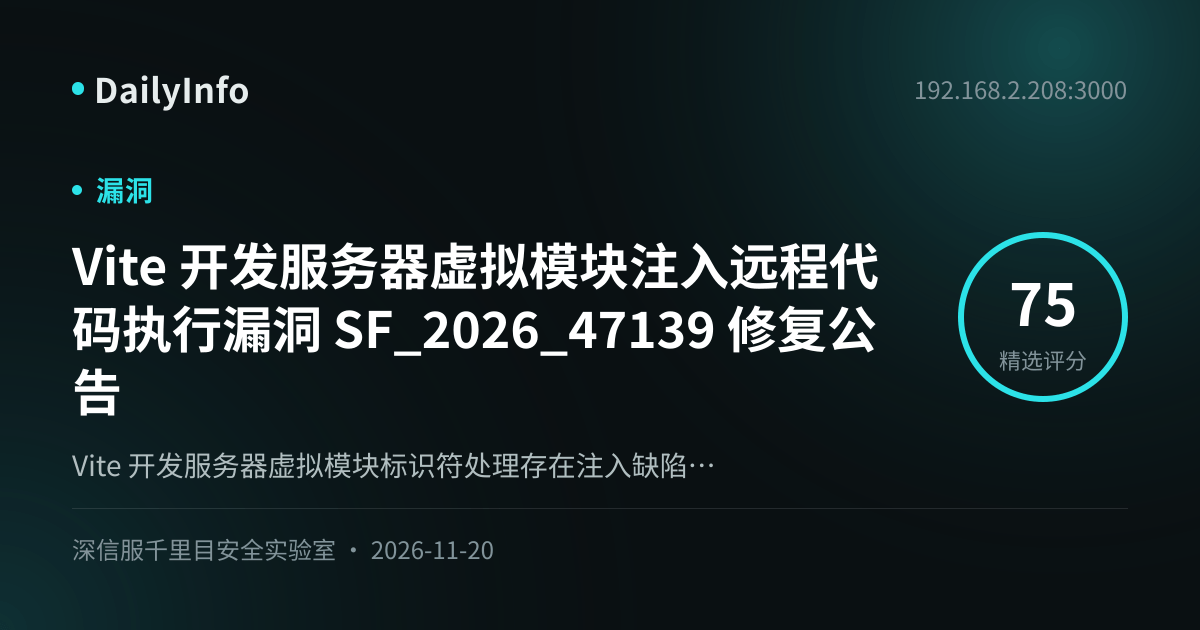 DailyInfo
192.168.2.208:3000
漏洞
Vite 开发服务器虚拟模块注入远程代
码执行漏洞 SF_2026_47139 修复公
告
75
精选评分
Vite 开发服务器虚拟模块标识符处理存在注入缺陷…
深信服千里目安全实验室 • 2026-11-20